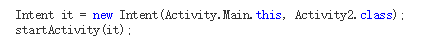 Intent it = new Intent(Activity.Main.this, Activity2.class);
startActivity(it);